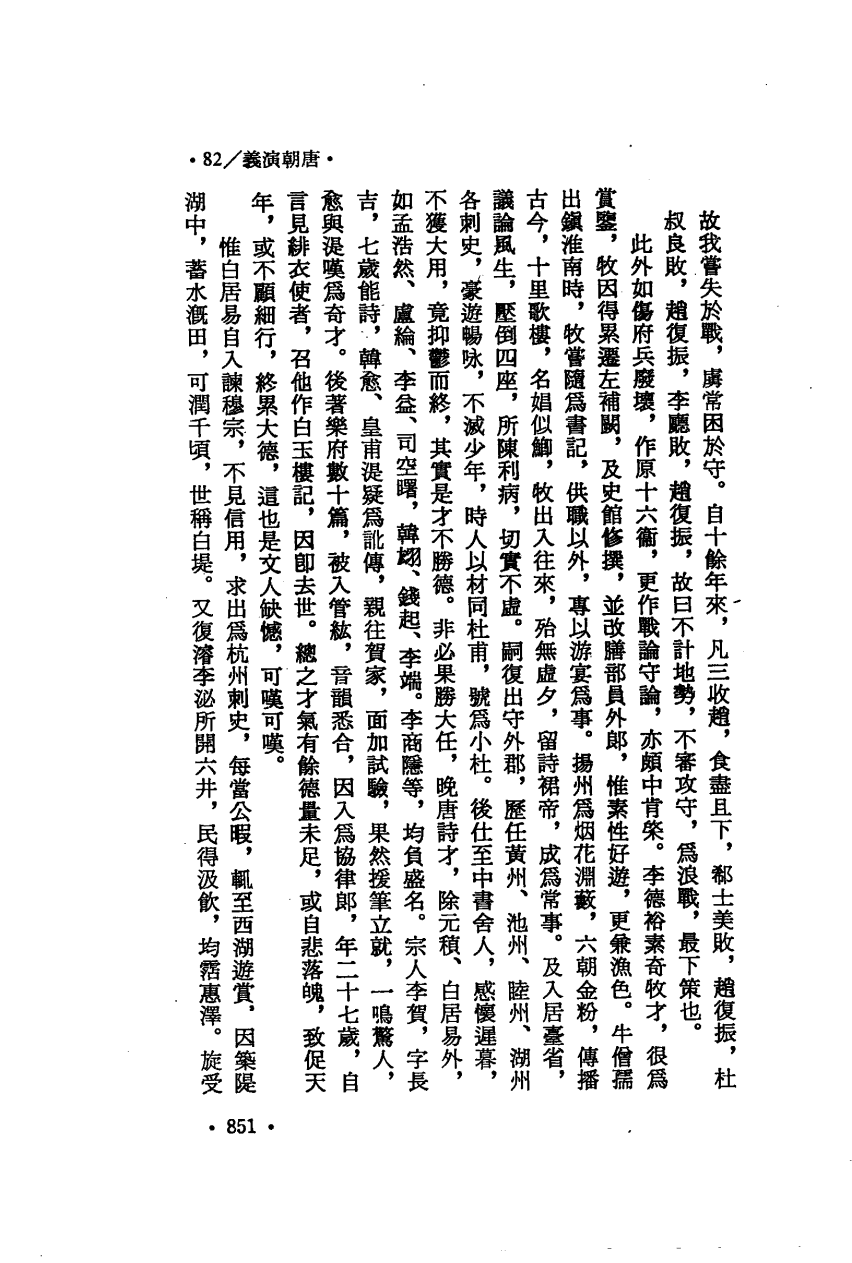 ·82／義演朝唐·
故我嘗失於戰，虜常困於守。自十餘年來，凡三收趙，食盡且下，郗士美敗，趙復振，杜
叔良敗，趙復振，李聽敗，趙復振，故曰不計地勢，不審攻守，爲浪戰，最下策也。
此外如傷府兵廢壞，作原十六衞，更作戰論守論，亦頗中肯棨。李德裕素奇牧才，很爲
賞鑒，牧因得累遷左補闕，及史館修撰，並改膳部員外郎，惟素性好遊，更兼漁色。牛僧孺
出鎭淮南時，牧嘗隨爲書記，供職以外，專以游宴爲事。揚州爲烟花淵藪，六朝金粉，傳播
古今，十里歌樓，名娼似鯽，牧出入往來，殆無虛夕，留詩裙帝，成爲常事。及入居臺省，
議論風生，壓倒四座，所陳利病，切實不虛。嗣復出守外郡，歷任黃州、池州、睦州、湖州
各刺史，豪遊暢咏，不滅少年，時人以材同杜甫，號爲小杜。後仕至中書舍人，感懷遲暮，
不獲大用，竟抑鬱而終，其實是才不勝德。非必果勝大任，晚唐詩才，除元稹、白居易外，
如孟浩然、盧綸、李益、司空曙，韓翃、錢起、李端。李商隱等，均負盛名。宗人李賀，字長
吉，七歲能詩，韓愈、皇甫湜疑爲訛傳，親往賀家，面加試驗，果然援筆立就，一鳴驚人，
愈與湜嘆爲奇才。後著樂府數十篇，被入管絃，音韻悉合，因入爲協律郎，年二十七歲，自
言見緋衣使者，召他作白玉樓記，因卽去世。總之才氣有餘德量未足，或自悲落魄，致促天
年，或不顧細行，終累大德，這也是文人缺憾，可嘆可嘆。
惟白居易自入諫穆宗，不見信用，求出爲杭州刺史，每當公暇，輒至西湖遊賞，因築隄
湖中，蓄水漑田，可潤千頃，世稱白堤。又復濬李泌所開六井，民得汲飲，均霑惠澤。旋受
·851·